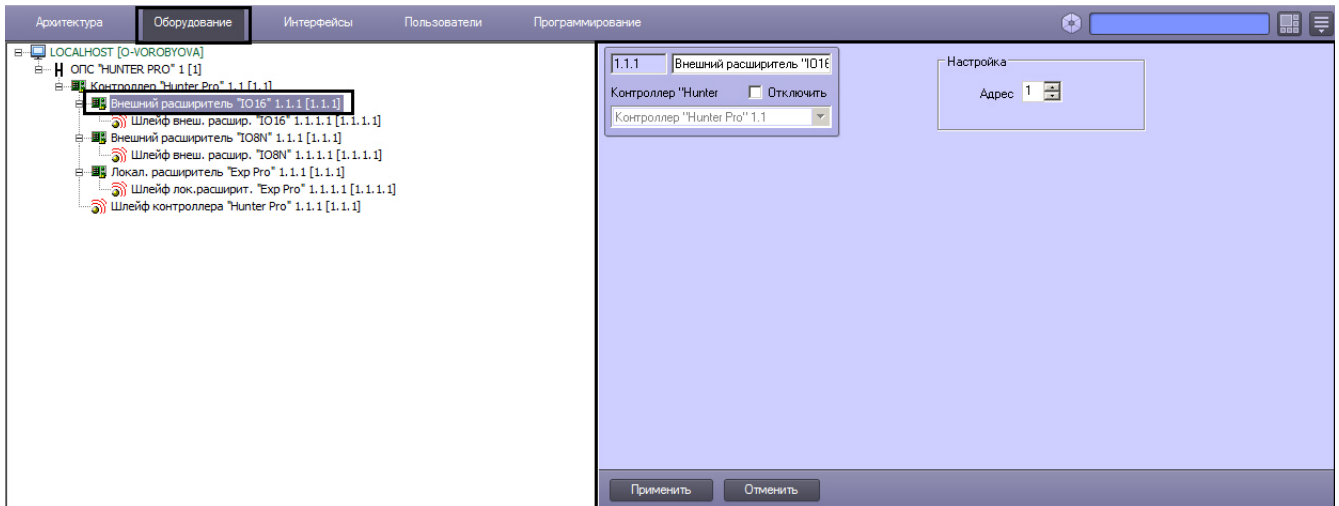 Архитектура Оборудование Интерфейсы Пользователи Программирование
LOCALHOST [O-VOROBYOVA]
ОПС "HUNTER PRO" 1 [1]
Контроллер "Hunter Pro" 1.1 [1.1]
Внешний расширитель "IO16" 1.1.1 [1.1.1]
Шлейф внеш. расшир. "IO16" 1.1.1.1 [1.1.1.1]
Внешний расширитель "IO8N" 1.1.1 [1.1.1]
Шлейф внеш. расшир. "IO8N" 1.1.1.1 [1.1.1.1]
Локал. расширитель "Exp Pro" 1.1.1 [1.1.1]
Шлейф лок.расширит. "Exp Pro" 1.1.1.1 [1.1.1.1]
Шлейф контроллера "Hunter Pro" 1.1.1 [1.1.1]
1.1.1 Внешний расширитель "IO16
Контроллер "Hunter Отключить
Контроллер "Hunter Pro" 1.1
Настройка
Адрес 1
Применить Отменить